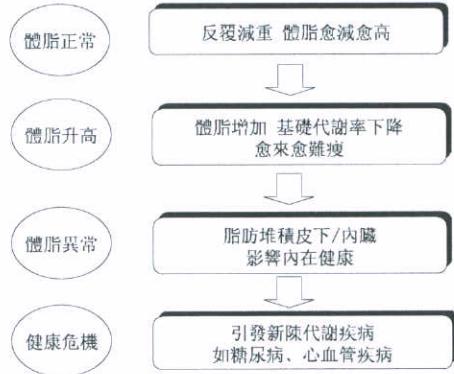 體脂正常
反覆減重 體脂愈減愈高
體脂升高
體脂增加 基礎代謝率下降
愈來愈難瘦
體脂異常
脂肪堆積皮下/內臟
影響內在健康
健康危機
引發新陳代謝疾病
如糖尿病、心血管疾病